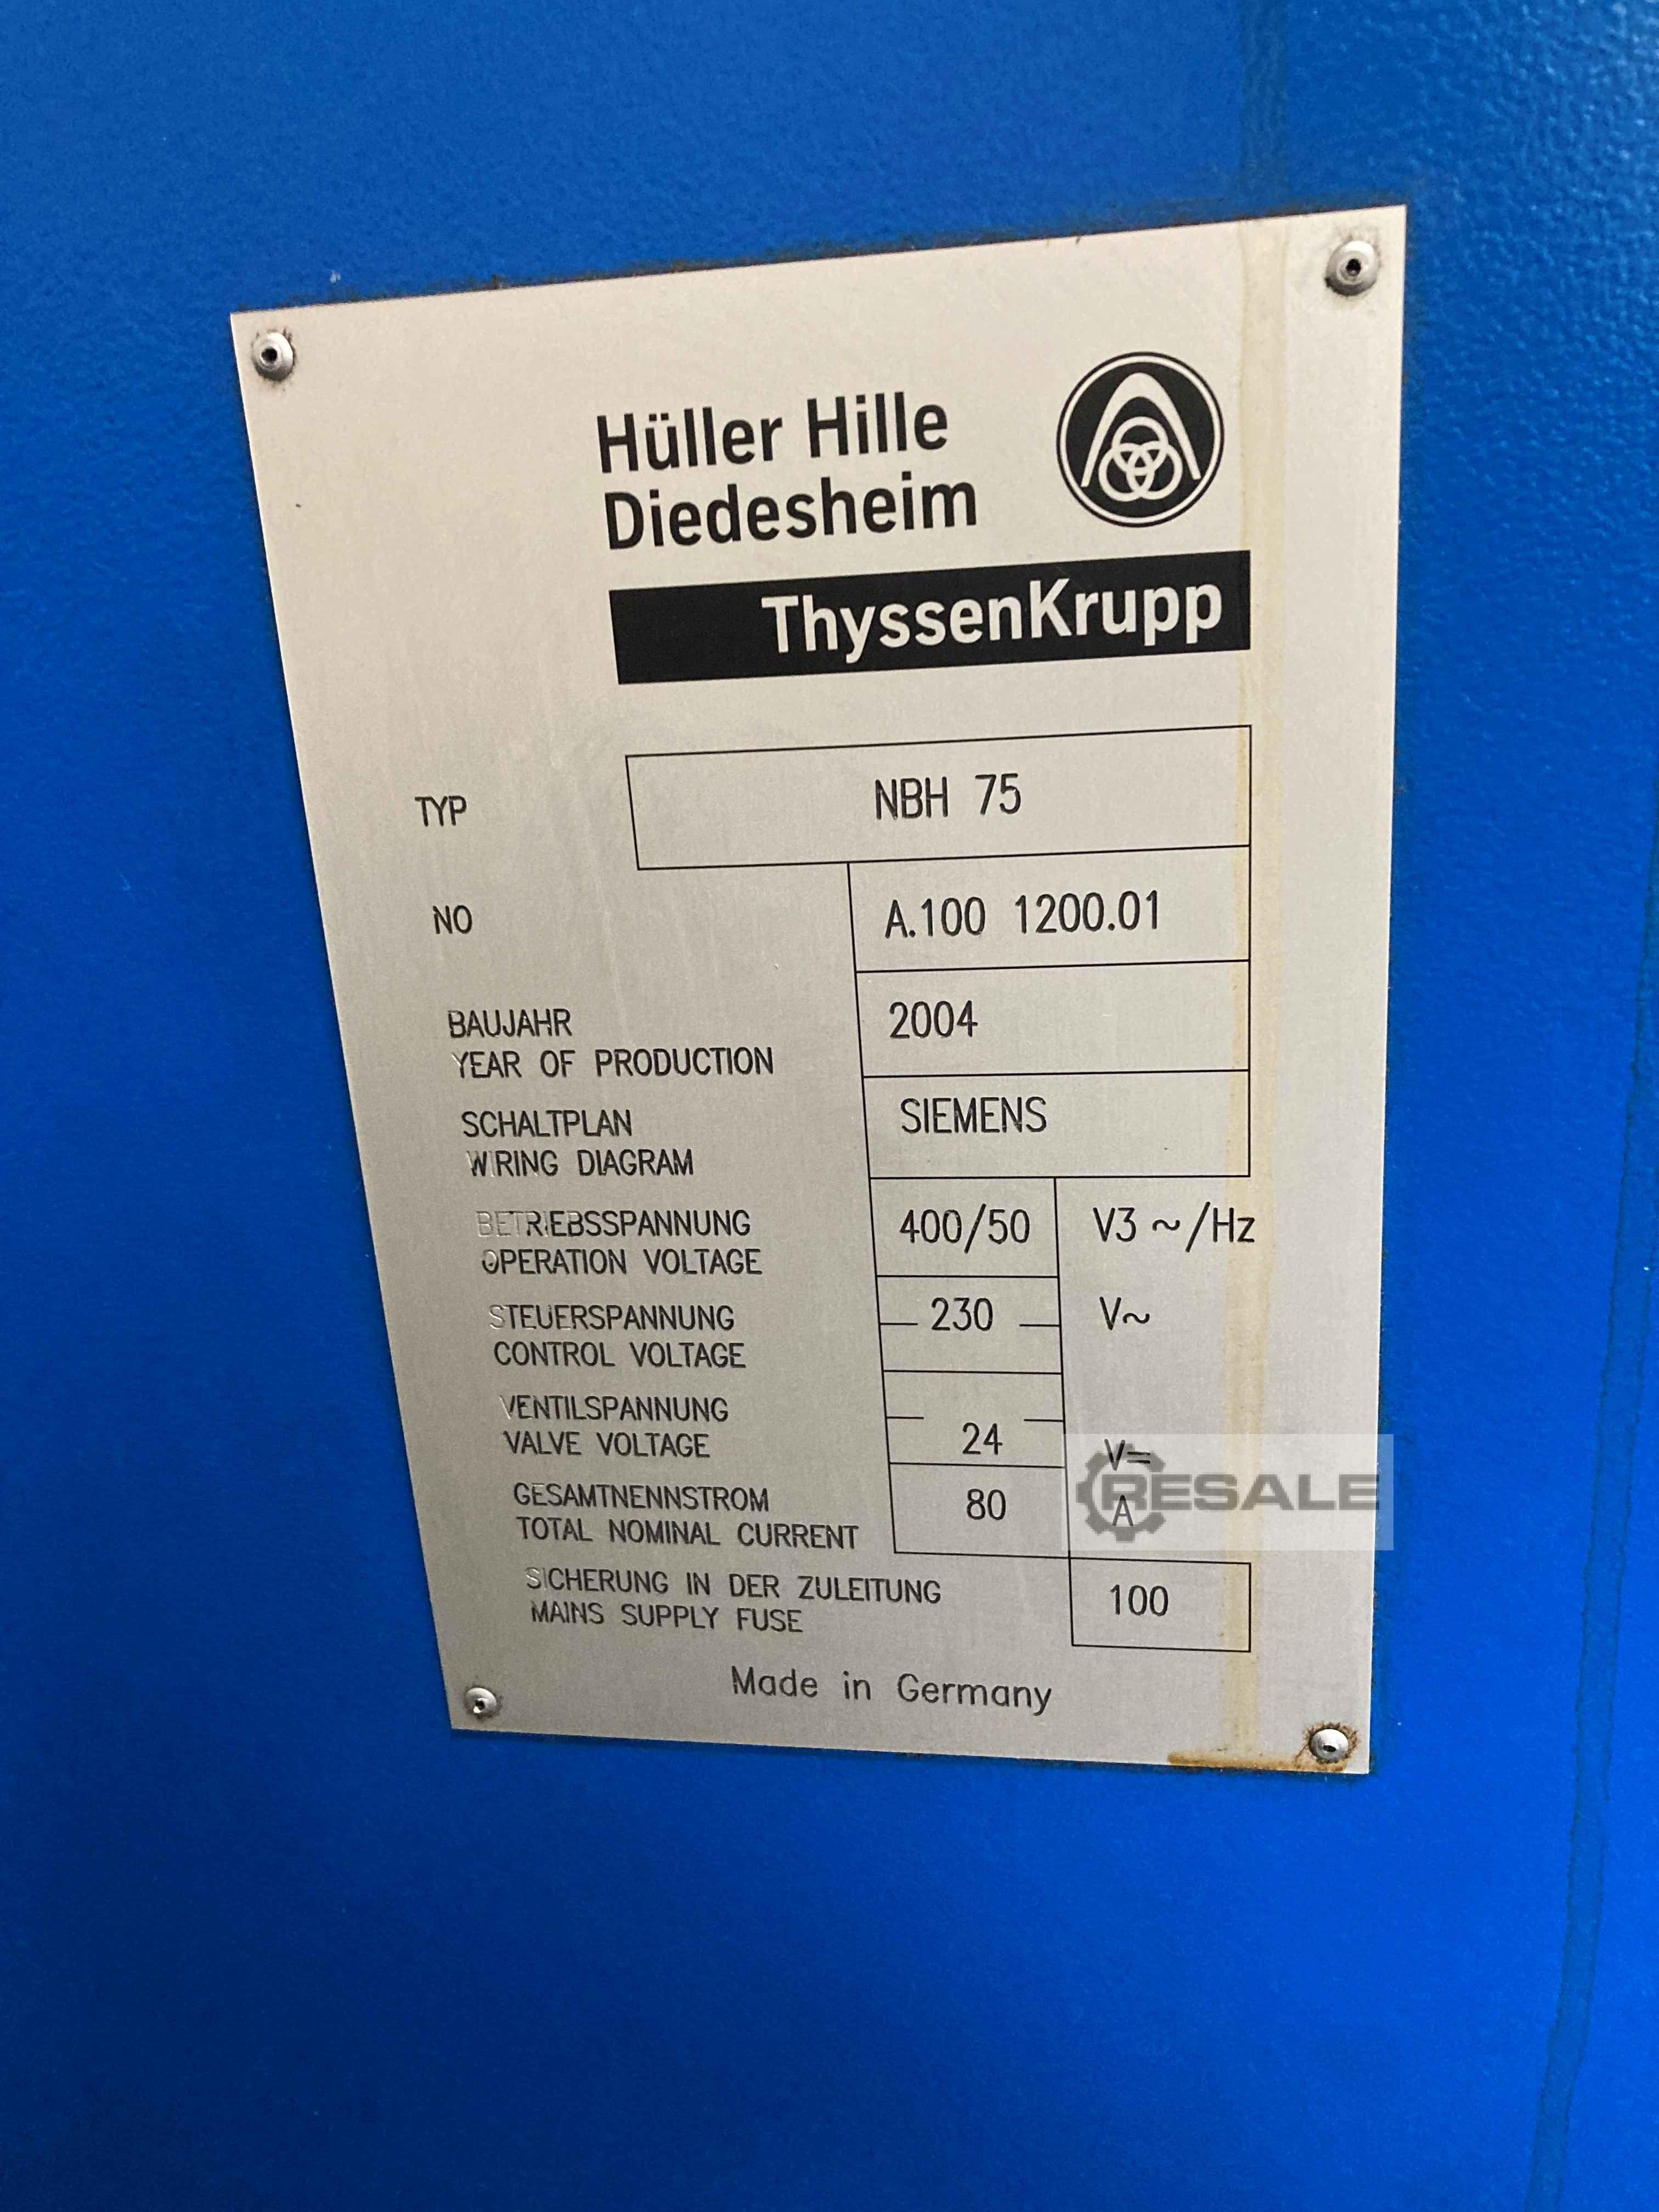 Hüller Hille
Diedesheim
ThyssenKrupp
TYP NBH 75
NO A.100 1200.01
BAUJAHR
YEAR OF PRODUCTION 2004
SCHALTPLAN
WIRING DIAGRAM SIEMENS
BETRIEBSSPANNUNG
OPERATION VOLTAGE 400/50 V3 ~/Hz
STEUERSPANNUNG
CONTROL VOLTAGE 230 V~
VENTILSPANNUNG
VALVE VOLTAGE 24 V=
GESAMTNENNSTROM
TOTAL NOMINAL CURRENT 80 A
RESALE
SICHERUNG IN DER ZULEITUNG
MAINS SUPPLY FUSE 100
Made in Germany